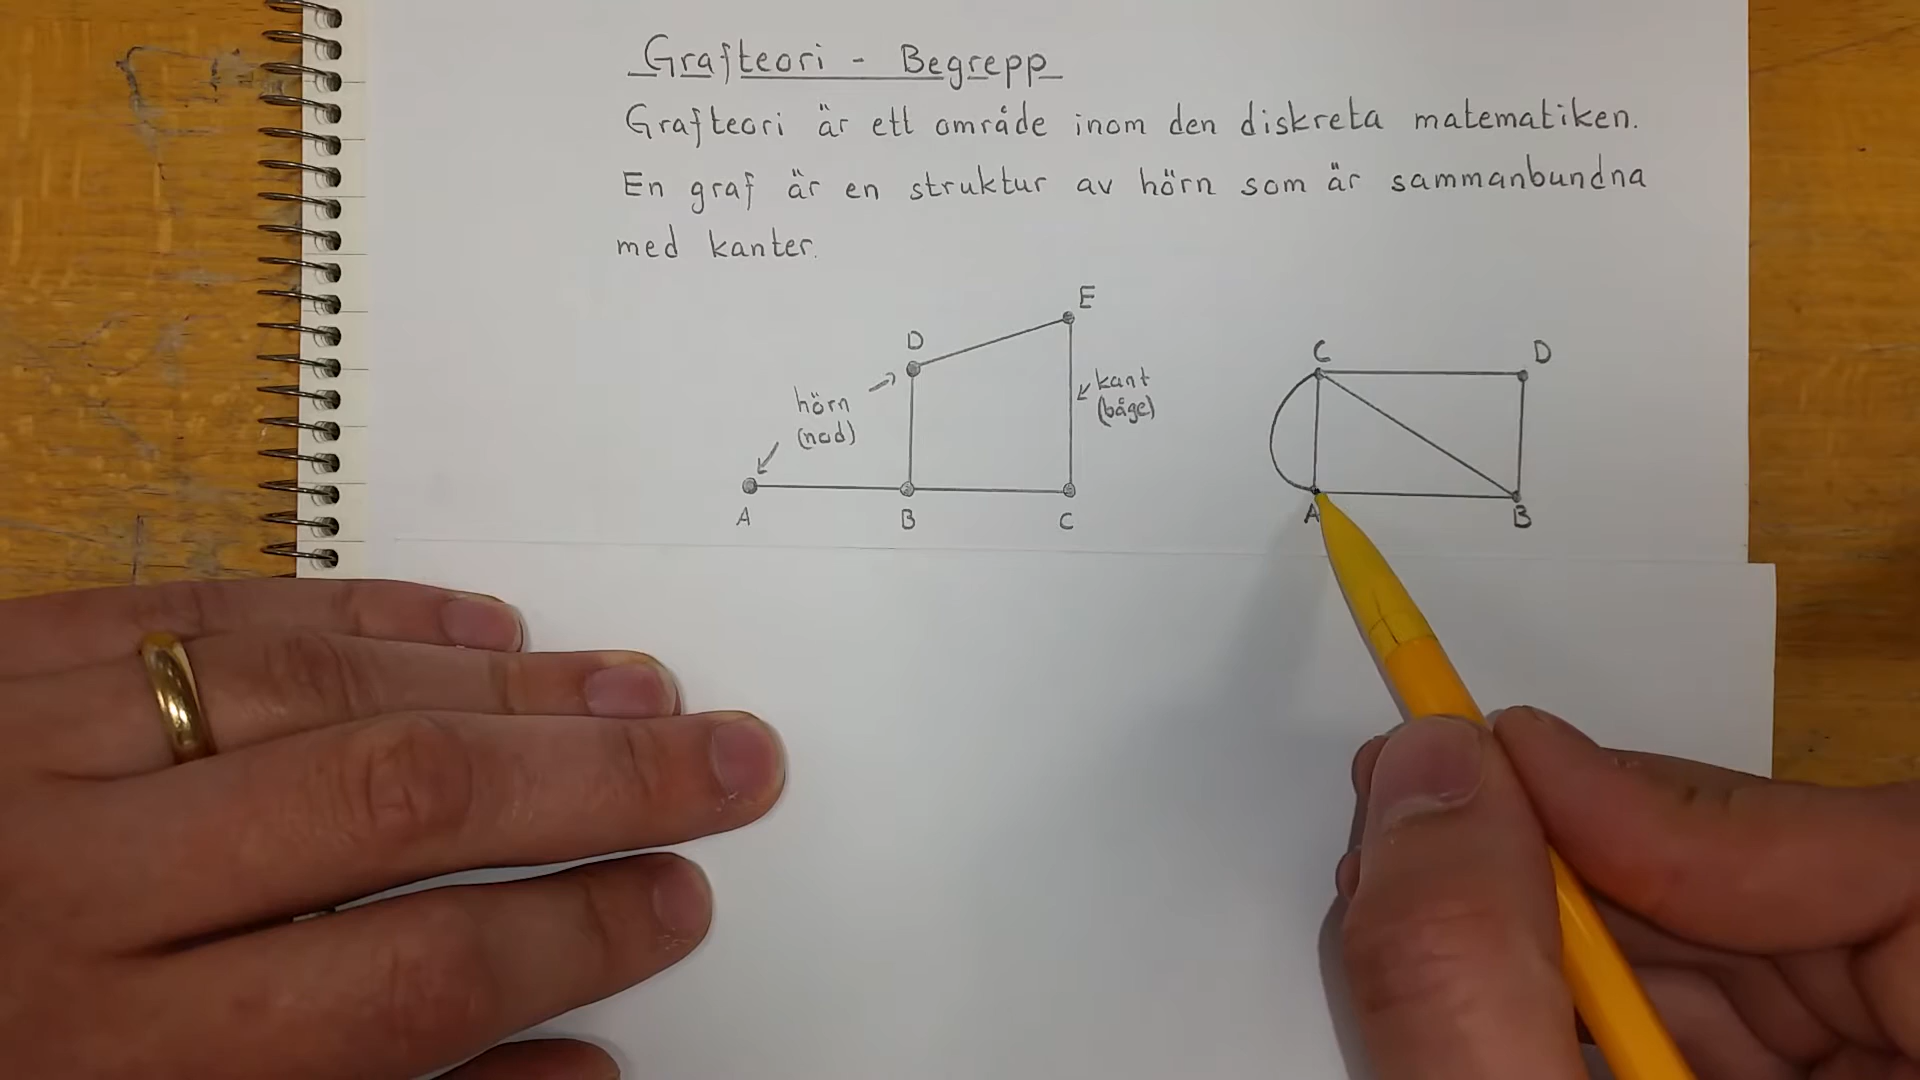 Grafteori - Begrepp
Grafteori är ett område inom den diskreta matematiken.
En graf är en struktur av hörn som är sammanbundna
med kanter.
E
D
hörn
(nod)
kant
(båge)
A
B
C
C
D
A
B